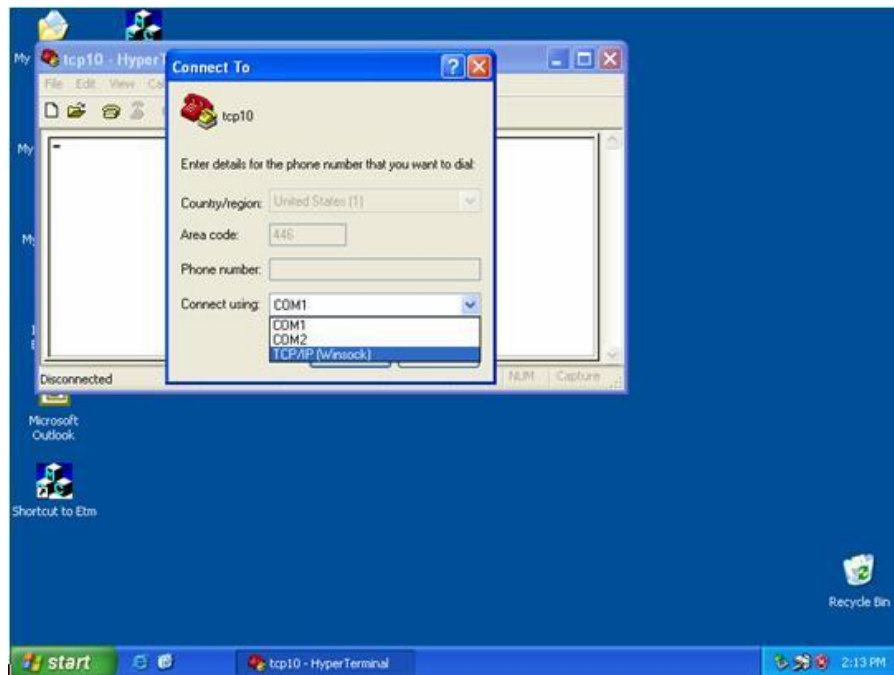 My
tcp10 - HyperT
File Edit View Cal
Connect To
tcp10
Enter details for the phone number that you want to dial:
Country/region: United States (1)
Area code: 446
Phone number:
Connect using: COM1
COM1
COM2
TCP/IP (Winsock)
Disconnected
NUM
Capture
My
My
Microsoft
Outlook
Shortcut to Etm
Recycle Bin
start
tcp10 - HyperTerminal
2:13 PM